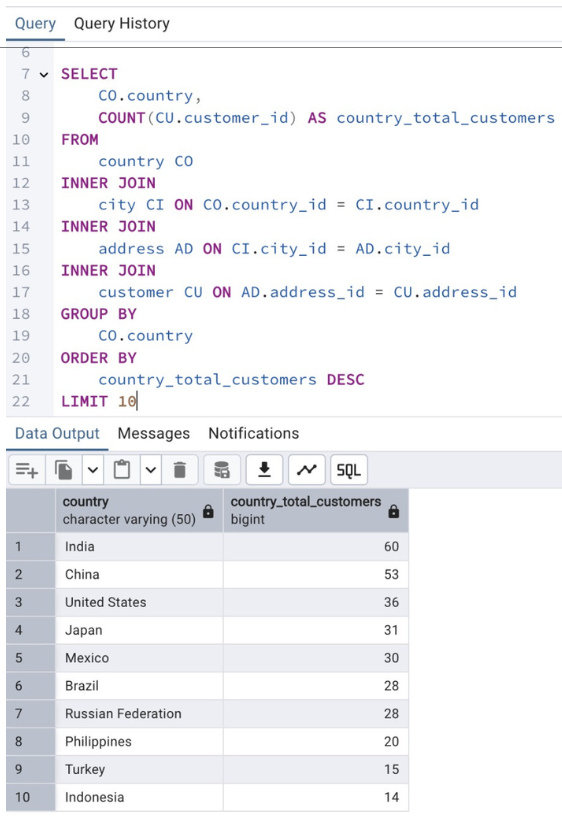 Query Query History
6
7 SELECT
8 CO.country,
9 COUNT(CU.customer_id) AS country_total_customers
10 FROM
11 country CO
12 INNER JOIN
13 city CI ON CO.country_id = CI.country_id
14 INNER JOIN
15 address AD ON CI.city_id = AD.city_id
16 INNER JOIN
17 customer CU ON AD.address_id = CU.address_id
18 GROUP BY
19 CO.country
20 ORDER BY
21 country_total_customers DESC
22 LIMIT 10
Data Output Messages Notifications
SQL
country country_total_customers
character varying (50) bigint
1 India 60
2 China 53
3 United States 36
4 Japan 31
5 Mexico 30
6 Brazil 28
7 Russian Federation 28
8 Philippines 20
9 Turkey 15
10 Indonesia 14